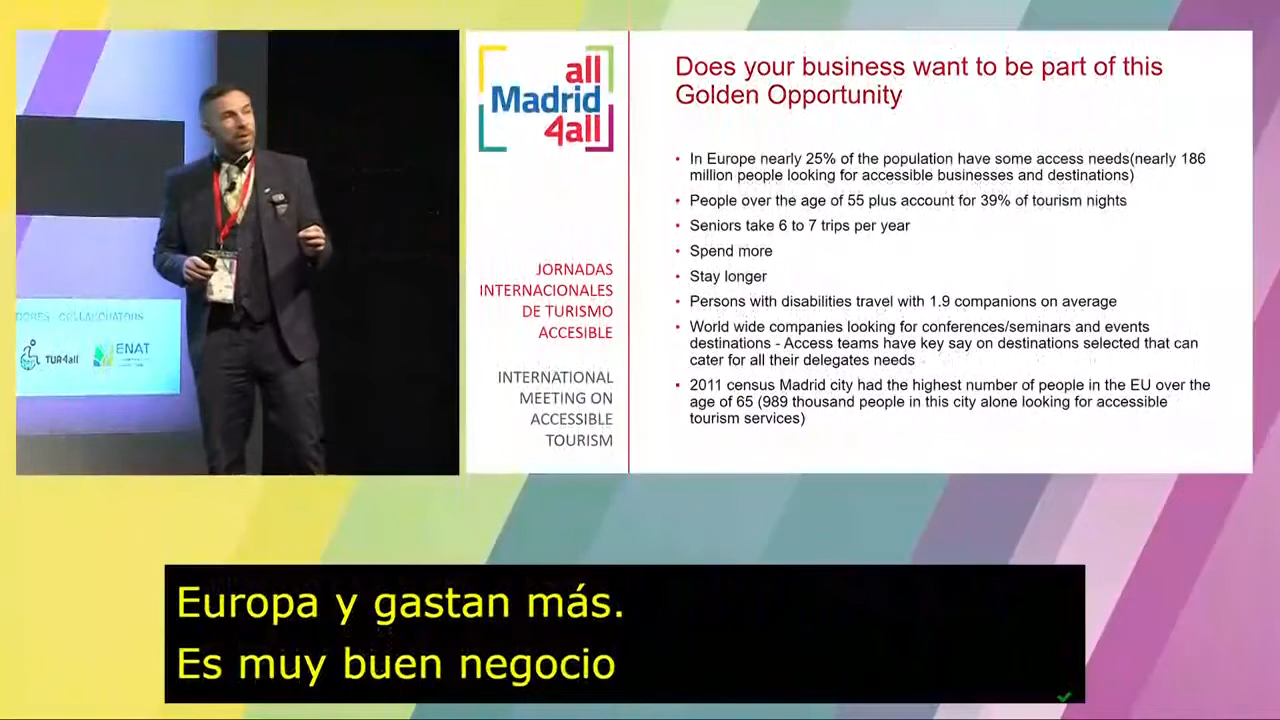 all
Madrid
4all
JORNADAS
INTERNACIONALES
DE TURISMO
ACCESIBLE
INTERNATIONAL
MEETING ON
ACCESSIBLE
TOURISM
Does your business want to be part of this
Golden Opportunity
• In Europe nearly 25% of the population have some access needs(nearly 186
million people looking for accessible businesses and destinations)
• People over the age of 55 plus account for 39% of tourism nights
• Seniors take 6 to 7 trips per year
• Spend more
• Stay longer
• Persons with disabilities travel with 1.9 companions on average
• World wide companies looking for conferences/seminars and events
destinations - Access teams have key say on destinations selected that can
cater for all their delegates needs
• 2011 census Madrid city had the highest number of people in the EU over the
age of 65 (989 thousand people in this city alone looking for accessible
tourism services)
TUR4all
ENAT
Europa y gastan más.
Es muy buen negocio